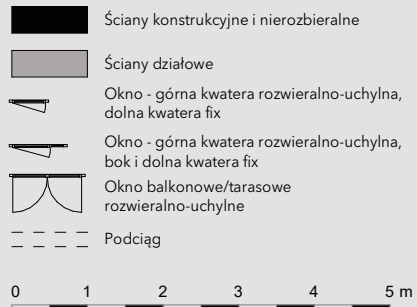 Ściany konstrukcyjne i nierozbieralne
Ściany działowe
Okno - górna kwatera rozwieralno-uchylna,
dolna kwatera fix
Okno - górna kwatera rozwieralno-uchylna,
bok i dolna kwatera fix
Okno balkonowe/tarasowe
rozwieralno-uchylne
Podciąg
0 1 2 3 4 5 m